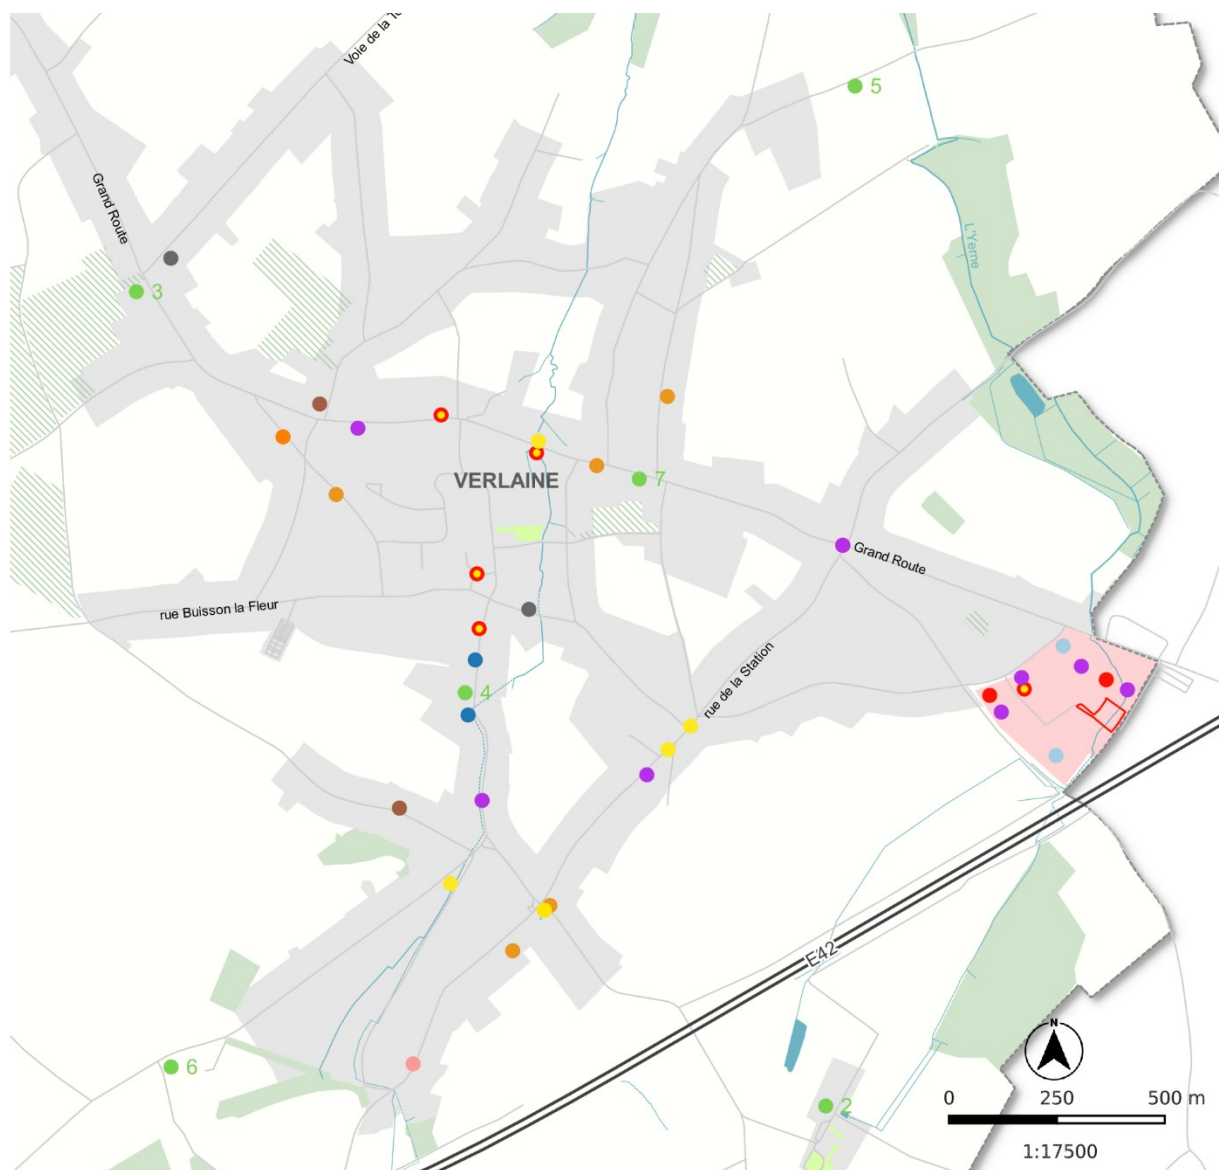 Voie de la
5
Grand Route
L'Yerne
3
VERLAINE
7
Grand Route
rue Buisson la Fleur
rue de la Station
4
E42
N
6
2
0 250 500 m
1:17500